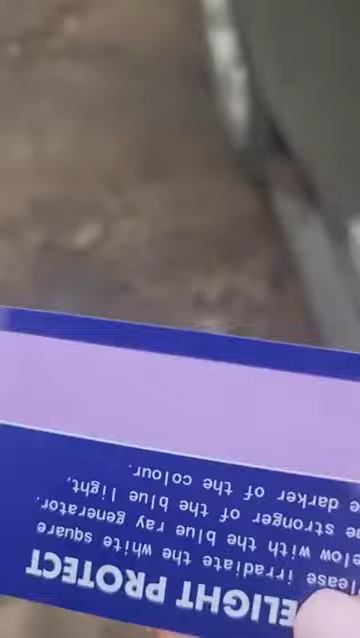 ELIGHT PROTECT
lease irradiate the white square
elow with the blue ray generator.
e stronger of the blue light,
e darker of the colour.